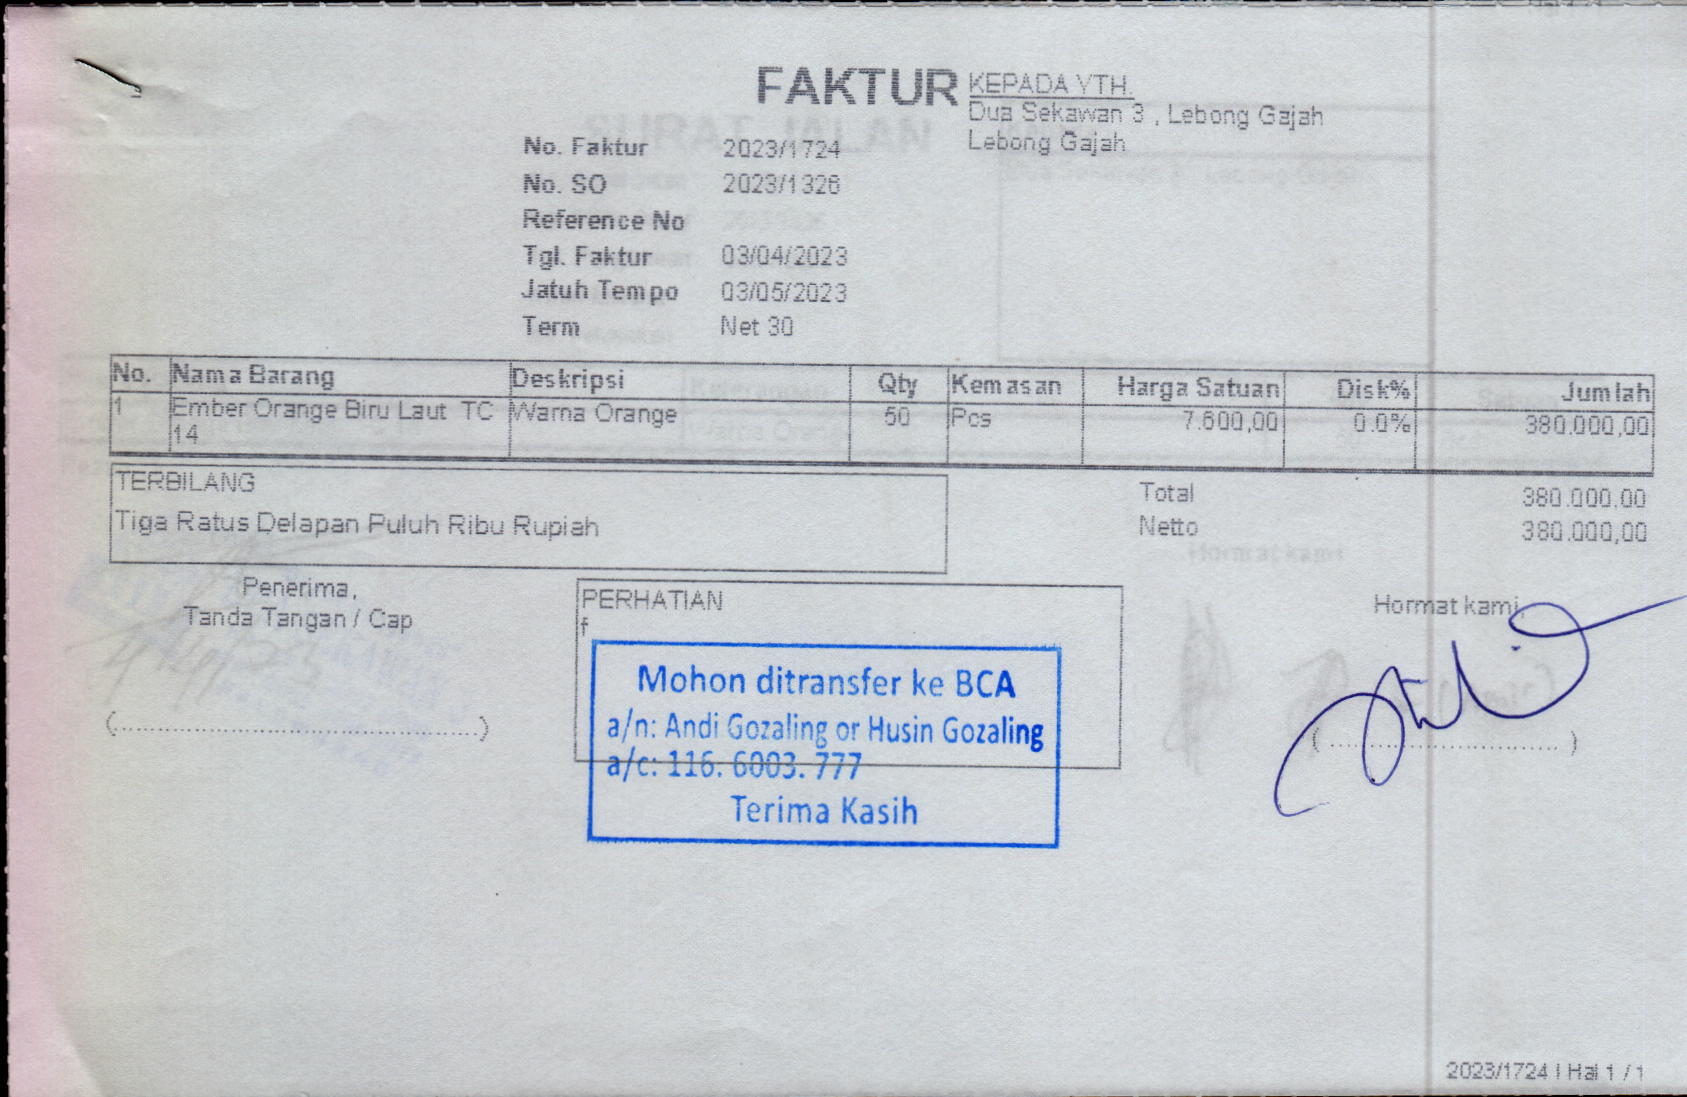 FAKTUR
KEPADA YTH.
Dua Sekawan 3 , Lebong Gajah
Lebong Gajah
No. Faktur 2023/1724
No. SO 2023/1326
Reference No
Tgl. Faktur 03/04/2023
Jatuh Tempo 03/05/2023
Term Net 30
No. Nama Barang Deskripsi Qty Kemasan Harga Satuan Disk% Jumlah
1 Ember Orange Biru Laut TC Warna Orange 50 Pcs 7.600,00 0.0% 380.000,00
14
TERBILANG
Tiga Ratus Delapan Puluh Ribu Rupiah
Total 380.000,00
Netto 380.000,00
Penerima,
Tanda Tangan / Cap
PERHATIAN
f
Hormat kami,
Mohon ditransfer ke BCA
a/n: Andi Gozaling or Husin Gozaling
a/c: 116. 6003. 777
Terima Kasih
2023/1724 | Hal 1 / 1